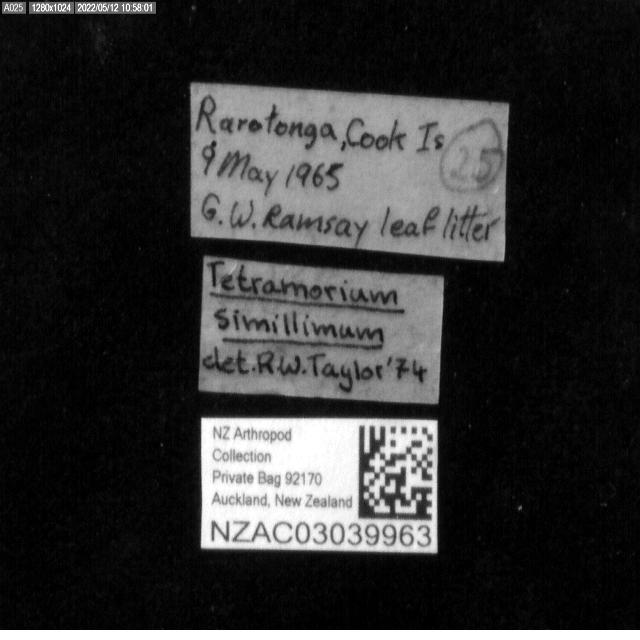 A025 1280x1024 2022/05/12 10:58:01
Rarotonga, Cook Is
25
9 May 1965
G.W. Ramsay leaf litter
Tetramorium
simillimum
det. R.W. Taylor '74
NZ Arthropod
Collection
Private Bag 92170
Auckland, New Zealand
NZAC03039963